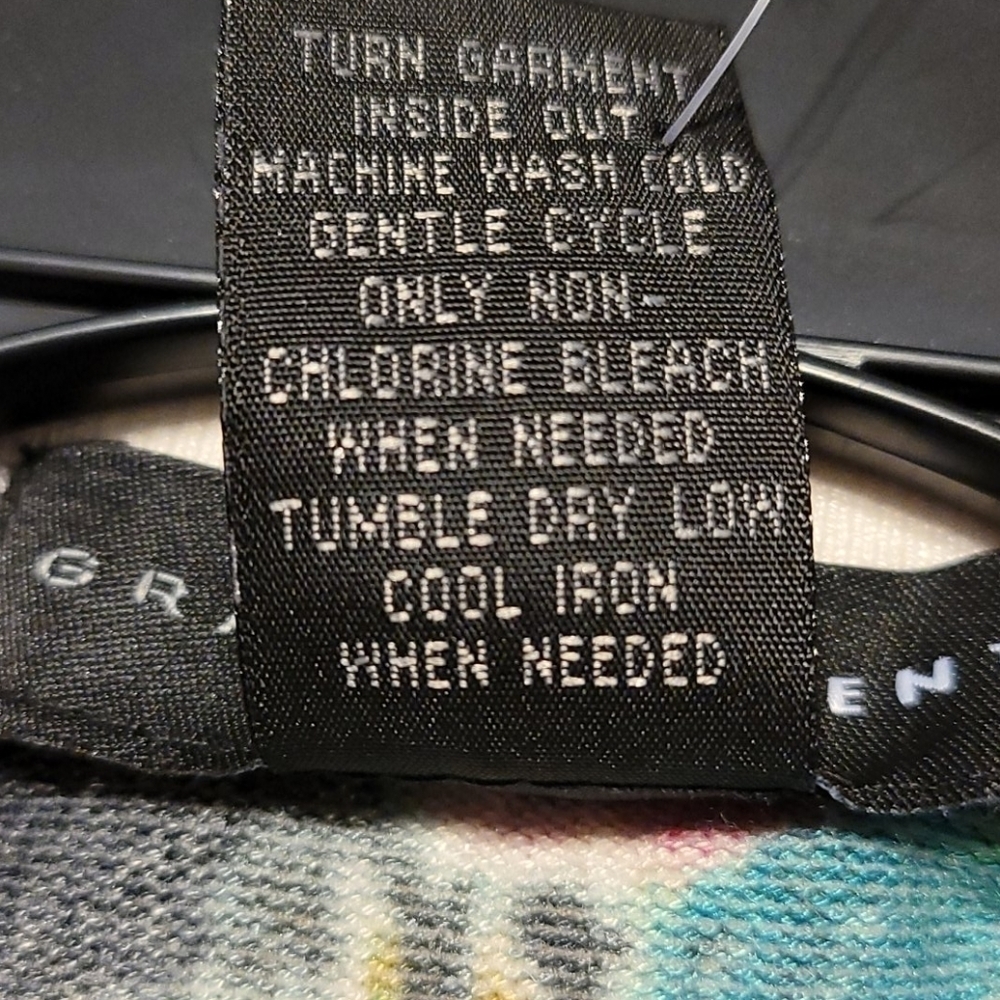 TURN GARMENT
INSIDE OUT
MACHINE WASH COLD
GENTLE CYCLE
ONLY NON-
CHLORINE BLEACH
WHEN NEEDED
TUMBLE DRY LOW
COOL IRON
WHEN NEEDED